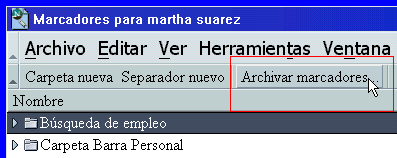 Marcadores para martha suarez
Archivo Editar Ver Herramientas Ventana
Carpeta nueva Separador nuevo Archivar marcadores...
Nombre
Búsqueda de empleo
Carpeta Barra Personal